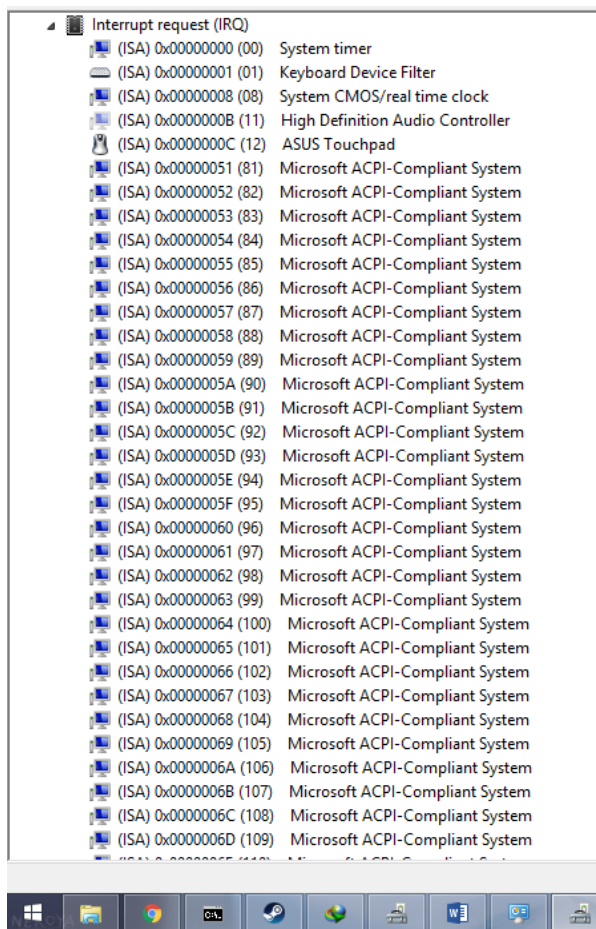 Interrupt request (IRQ)
(ISA) 0x00000000 (00) System timer
(ISA) 0x00000001 (01) Keyboard Device Filter
(ISA) 0x00000008 (08) System CMOS/real time clock
(ISA) 0x0000000B (11) High Definition Audio Controller
(ISA) 0x0000000C (12) ASUS Touchpad
(ISA) 0x00000051 (81) Microsoft ACPI-Compliant System
(ISA) 0x00000052 (82) Microsoft ACPI-Compliant System
(ISA) 0x00000053 (83) Microsoft ACPI-Compliant System
(ISA) 0x00000054 (84) Microsoft ACPI-Compliant System
(ISA) 0x00000055 (85) Microsoft ACPI-Compliant System
(ISA) 0x00000056 (86) Microsoft ACPI-Compliant System
(ISA) 0x00000057 (87) Microsoft ACPI-Compliant System
(ISA) 0x00000058 (88) Microsoft ACPI-Compliant System
(ISA) 0x00000059 (89) Microsoft ACPI-Compliant System
(ISA) 0x0000005A (90) Microsoft ACPI-Compliant System
(ISA) 0x0000005B (91) Microsoft ACPI-Compliant System
(ISA) 0x0000005C (92) Microsoft ACPI-Compliant System
(ISA) 0x0000005D (93) Microsoft ACPI-Compliant System
(ISA) 0x0000005E (94) Microsoft ACPI-Compliant System
(ISA) 0x0000005F (95) Microsoft ACPI-Compliant System
(ISA) 0x00000060 (96) Microsoft ACPI-Compliant System
(ISA) 0x00000061 (97) Microsoft ACPI-Compliant System
(ISA) 0x00000062 (98) Microsoft ACPI-Compliant System
(ISA) 0x00000063 (99) Microsoft ACPI-Compliant System
(ISA) 0x00000064 (100) Microsoft ACPI-Compliant System
(ISA) 0x00000065 (101) Microsoft ACPI-Compliant System
(ISA) 0x00000066 (102) Microsoft ACPI-Compliant System
(ISA) 0x00000067 (103) Microsoft ACPI-Compliant System
(ISA) 0x00000068 (104) Microsoft ACPI-Compliant System
(ISA) 0x00000069 (105) Microsoft ACPI-Compliant System
(ISA) 0x0000006A (106) Microsoft ACPI-Compliant System
(ISA) 0x0000006B (107) Microsoft ACPI-Compliant System
(ISA) 0x0000006C (108) Microsoft ACPI-Compliant System
(ISA) 0x0000006D (109) Microsoft ACPI-Compliant System